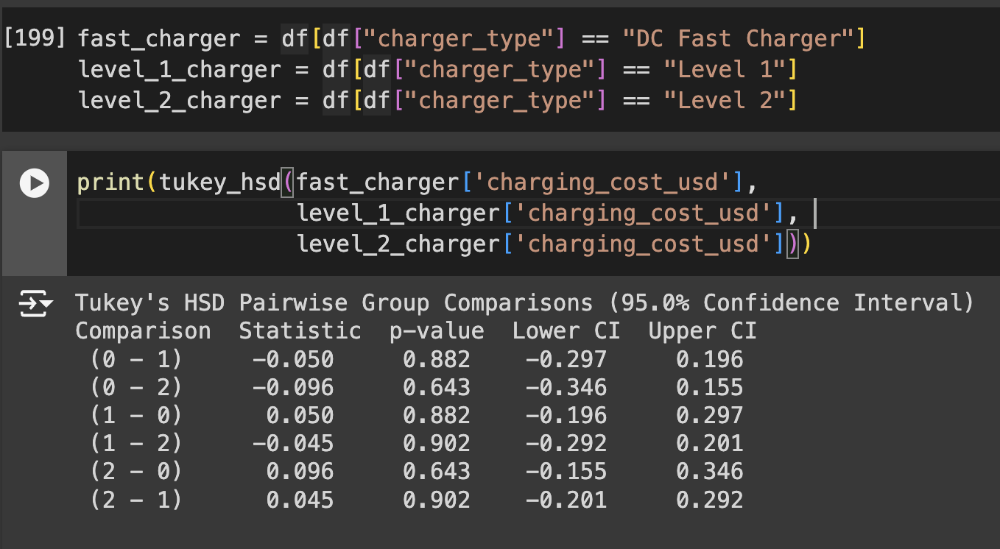 [199] fast_charger = df[df["charger_type"] == "DC Fast Charger"]
level_1_charger = df[df["charger_type"] == "Level 1"]
level_2_charger = df[df["charger_type"] == "Level 2"]
print(tukey_hsd(fast_charger['charging_cost_usd'],
level_1_charger['charging_cost_usd'],
level_2_charger['charging_cost_usd']))
Tukey's HSD Pairwise Group Comparisons (95.0% Confidence Interval)
Comparison Statistic p-value Lower CI Upper CI
(0 - 1) -0.050 0.882 -0.297 0.196
(0 - 2) -0.096 0.643 -0.346 0.155
(1 - 0) 0.050 0.882 -0.196 0.297
(1 - 2) -0.045 0.902 -0.292 0.201
(2 - 0) 0.096 0.643 -0.155 0.346
(2 - 1) 0.045 0.902 -0.201 0.292